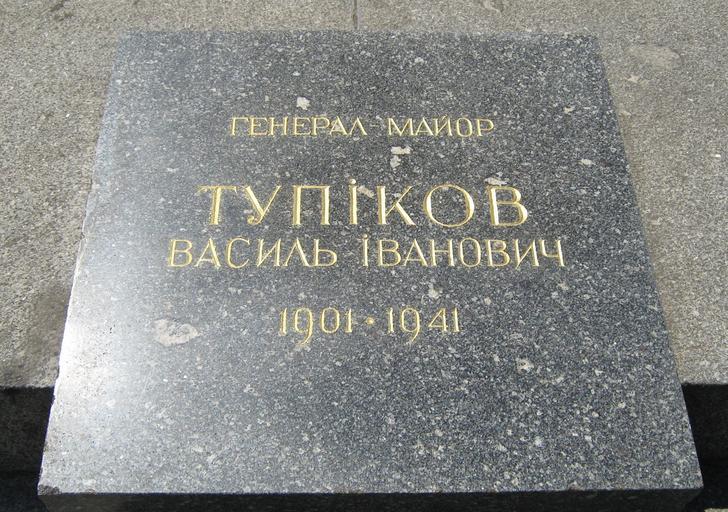 ГЕНЕРАЛ-МАЙОР
ТУПІКОВ
ВАСИЛЬ ІВАНОВИЧ
1901 · 1941